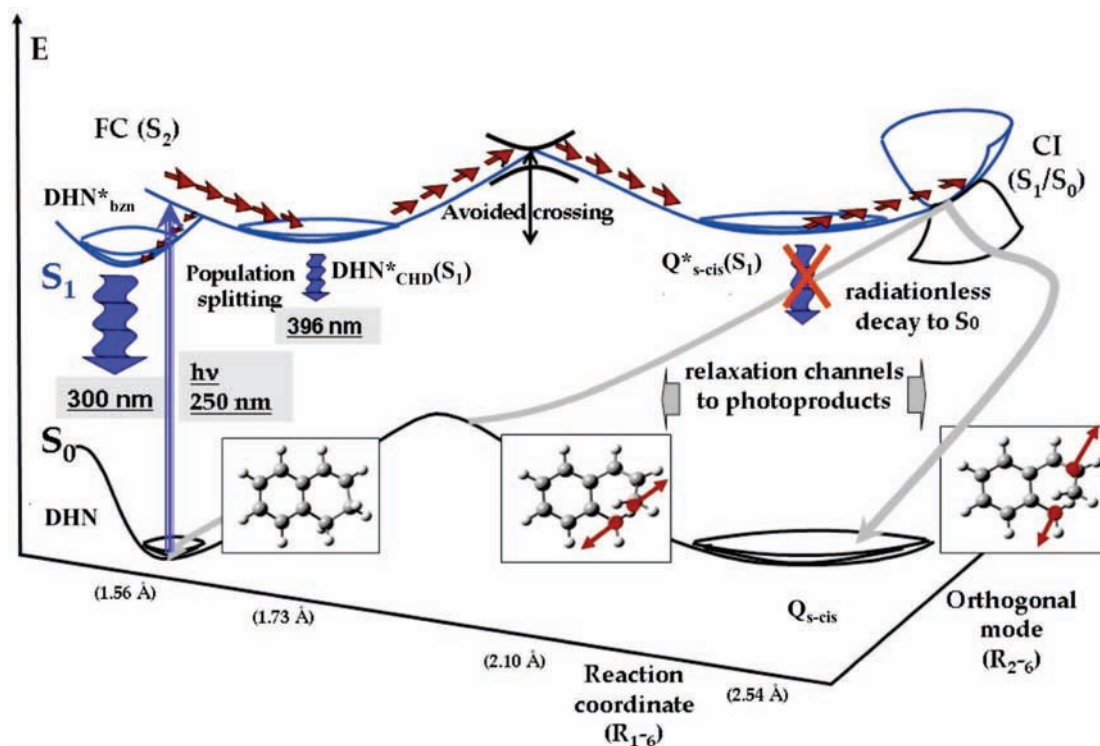 E
FC (S₂)
CI
(S₁/S₀)
DHN*bzn
Avoided crossing
S₁
Population
splitting
DHN*CHD(S₁)
Q*s-cis(S₁)
radiationless
decay to S₀
396 nm
300 nm
hν
250 nm
relaxation channels
to photoproducts
S₀
DHN
(1.56 Å)
(1.73 Å)
(2.10 Å)
(2.54 Å)
Qs-cis
Reaction
coordinate
(R₁₋₆)
Orthogonal
mode
(R₂₋₆)